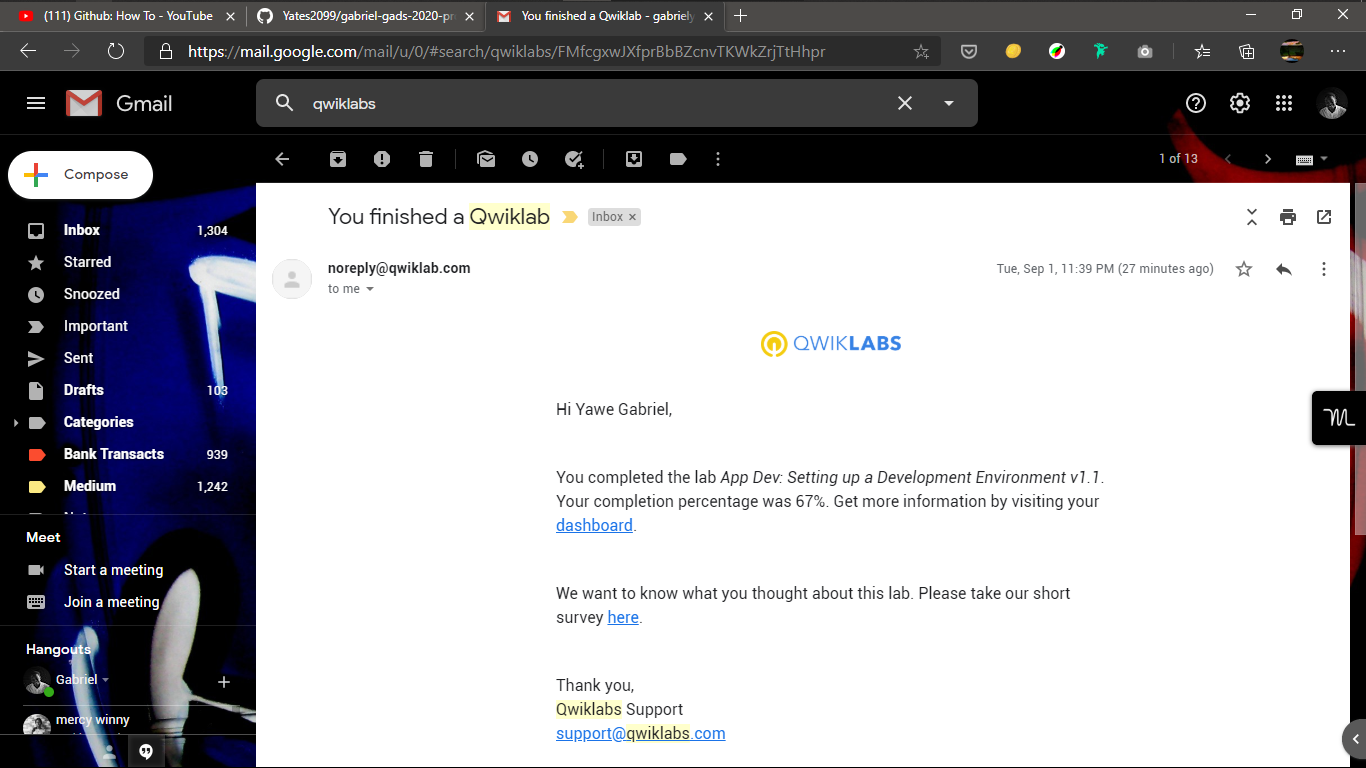 (111) Github: How To - YouTube
Yates2099/gabriel-gads-2020-pr
You finished a Qwiklab - gabriely
https://mail.google.com/mail/u/0/#search/qwiklabs/FMfcgxwJXfprBbBZcnvTKWkZrjTtHhpr
Gmail
qwiklabs
Compose
1 of 13
Inbox 1,304
Starred
Snoozed
Important
Sent
Drafts 103
Categories
Bank Transacts 939
Medium 1,242
Meet
Start a meeting
Join a meeting
Hangouts
Gabriel
mercy winny
You finished a Qwiklab
Inbox
noreply@qwiklab.com
Tue, Sep 1, 11:39 PM (27 minutes ago)
to me
QWIKLABS
Hi Yawe Gabriel,
You completed the lab App Dev: Setting up a Development Environment v1.1.
Your completion percentage was 67%. Get more information by visiting your
dashboard.
We want to know what you thought about this lab. Please take our short
survey here.
Thank you,
Qwiklabs Support
support@qwiklabs.com